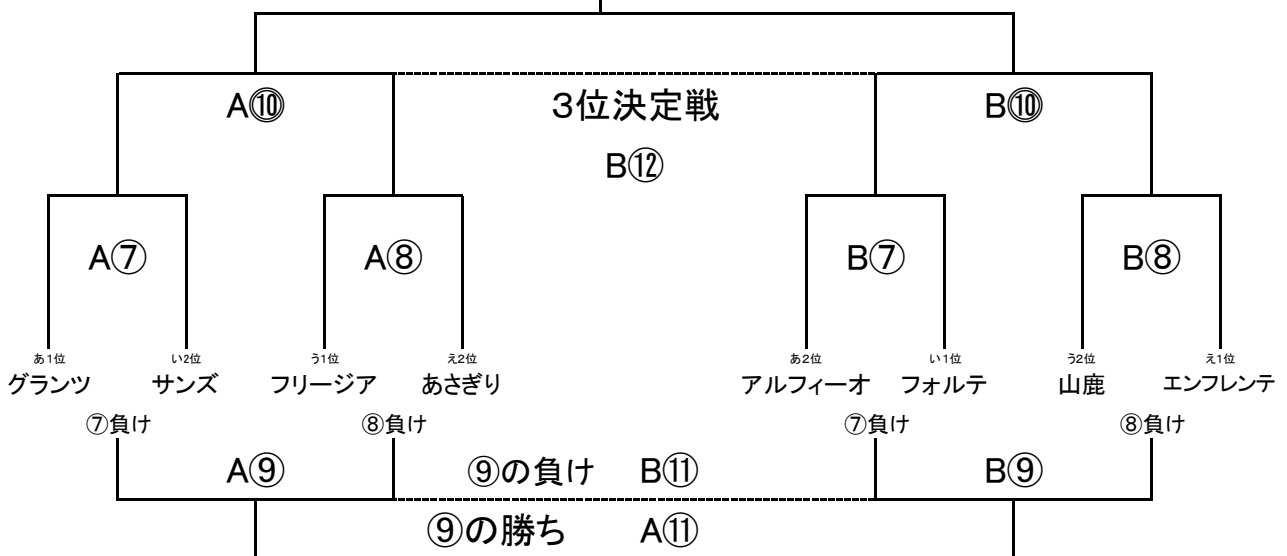 A⑩ 3位決定戦 B⑩
B⑫
A⑦ A⑧ B⑦ B⑧
あ1位 い2位 う1位 え2位 あ2位 い1位 う2位 え1位
グランツ サンズ フリージア あさぎり アルフィーオ フォルテ 山鹿 エンフレンテ
⑦負け ⑧負け ⑦負け ⑧負け
A⑨ ⑨の負け B⑪ B⑨
⑨の勝ち A⑪